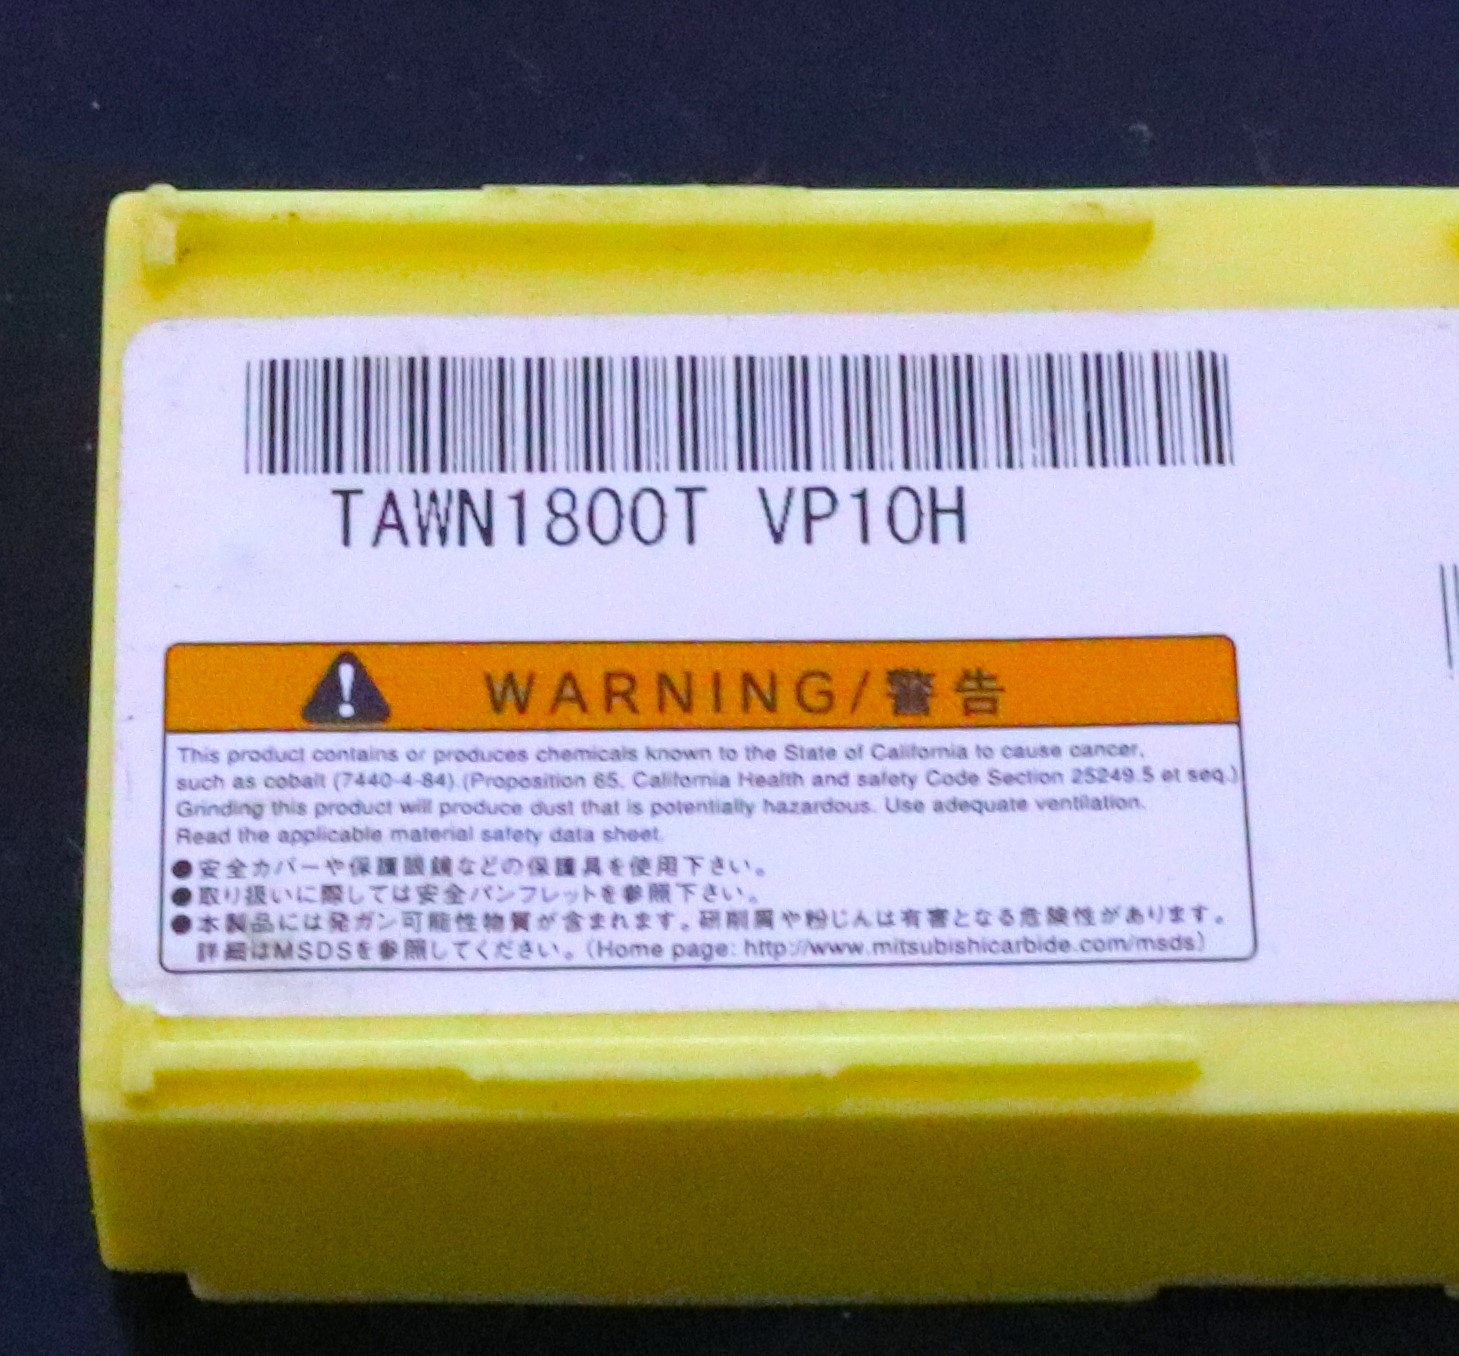 TAWN1800T VP10H
WARNING/警告
This product contains or produces chemicals known to the State of California to cause cancer,
such as cobalt (7440-4-84).(Proposition 65, California Health and safety Code Section 25249.5 et seq.)
Grinding this product will produce dust that is potentially hazardous. Use adequate ventilation.
Read the applicable material safety data sheet.
●安全カバーや保護眼鏡などの保護具を使用下さい。
●取り扱いに際しては安全パンフレットを参照下さい。
●本製品には発ガン可能性物質が含まれます。研削屑や粉じんは有害となる危険性があります。
詳細はMSDSを参照してください。(Home page: http://www.mitsubishicarbide.com/msds)